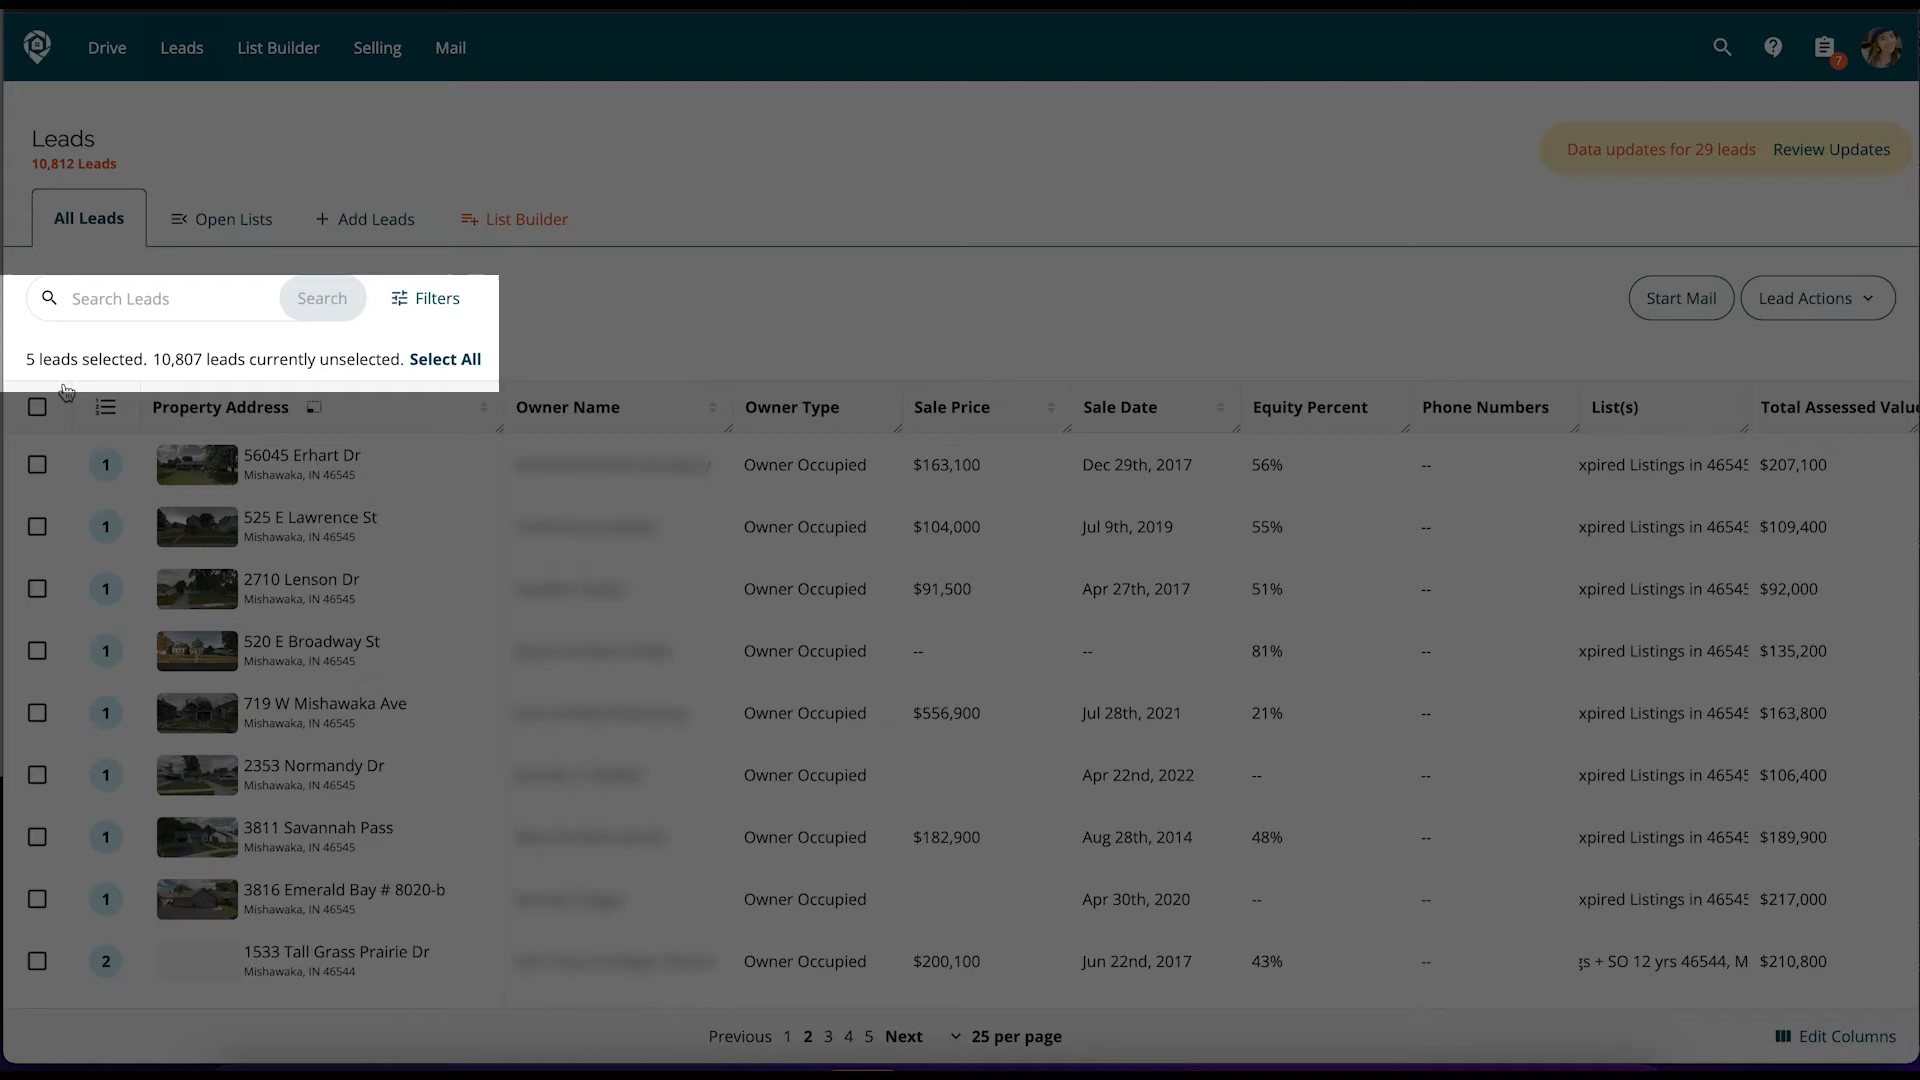 Drive Leads List Builder Selling Mail
7
Leads
10,812 Leads
Data updates for 29 leads Review Updates
All Leads Open Lists + Add Leads List Builder
Search Leads Search Filters
Start Mail Lead Actions
5 leads selected. 10,807 leads currently unselected. Select All
Property Address Owner Name Owner Type Sale Price Sale Date Equity Percent Phone Numbers List(s) Total Assessed Value
1 56045 Erhart Dr Owner Occupied $163,100 Dec 29th, 2017 56% -- xpired Listings in 46545 $207,100
Mishawaka, IN 46545
1 525 E Lawrence St Owner Occupied $104,000 Jul 9th, 2019 55% -- xpired Listings in 46545 $109,400
Mishawaka, IN 46545
1 2710 Lenson Dr Owner Occupied $91,500 Apr 27th, 2017 51% -- xpired Listings in 46545 $92,000
Mishawaka, IN 46545
1 520 E Broadway St Owner Occupied -- -- 81% -- xpired Listings in 46545 $135,200
Mishawaka, IN 46545
1 719 W Mishawaka Ave Owner Occupied $556,900 Jul 28th, 2021 21% -- xpired Listings in 46545 $163,800
Mishawaka, IN 46545
1 2353 Normandy Dr Owner Occupied Apr 22nd, 2022 -- -- xpired Listings in 46545 $106,400
Mishawaka, IN 46545
1 3811 Savannah Pass Owner Occupied $182,900 Aug 28th, 2014 48% -- xpired Listings in 46545 $189,900
Mishawaka, IN 46545
1 3816 Emerald Bay # 8020-b Owner Occupied Apr 30th, 2020 -- -- xpired Listings in 46545 $217,000
Mishawaka, IN 46545
2 1533 Tall Grass Prairie Dr Owner Occupied $200,100 Jun 22nd, 2017 43% -- gs + SO 12 yrs 46544, M $210,800
Mishawaka, IN 46544
Previous 1 2 3 4 5 Next 25 per page Edit Columns